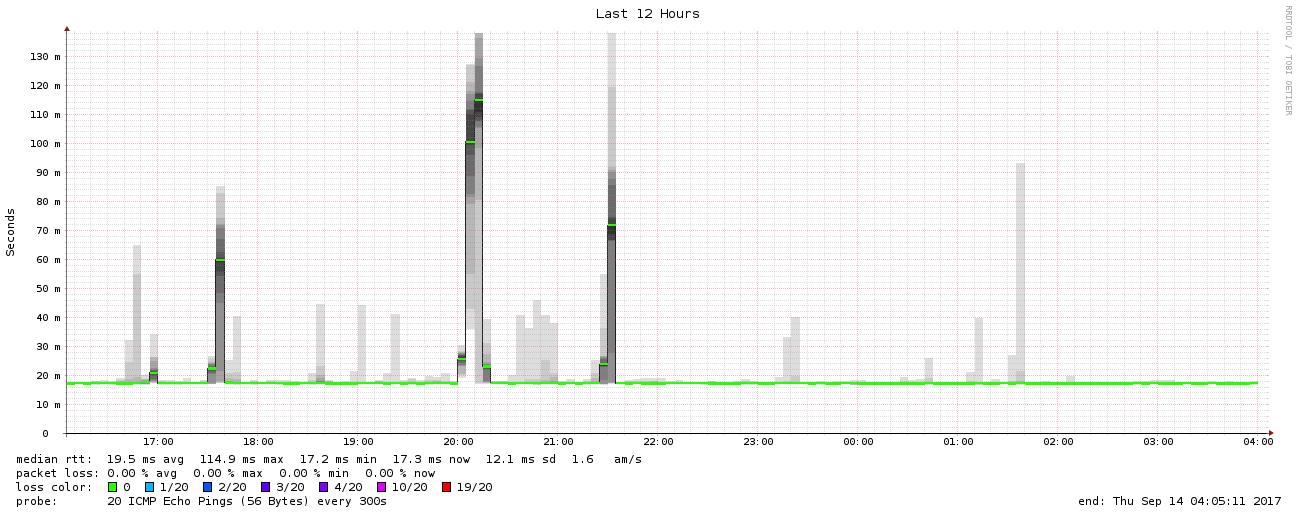 Last 12 Hours
RRDTOOL / TOBI OETIKER
Seconds
130 m
120 m
110 m
100 m
90 m
80 m
70 m
60 m
50 m
40 m
30 m
20 m
10 m
0
17:00 18:00 19:00 20:00 21:00 22:00 23:00 00:00 01:00 02:00 03:00 04:00
median rtt: 19.5 ms avg 114.9 ms max 17.2 ms min 17.3 ms now 12.1 ms sd 1.6 am/s
packet loss: 0.00 % avg 0.00 % max 0.00 % min 0.00 % now
loss color: 0 1/20 2/20 3/20 4/20 10/20 19/20
probe: 20 ICMP Echo Pings (56 Bytes) every 300s end: Thu Sep 14 04:05:11 2017